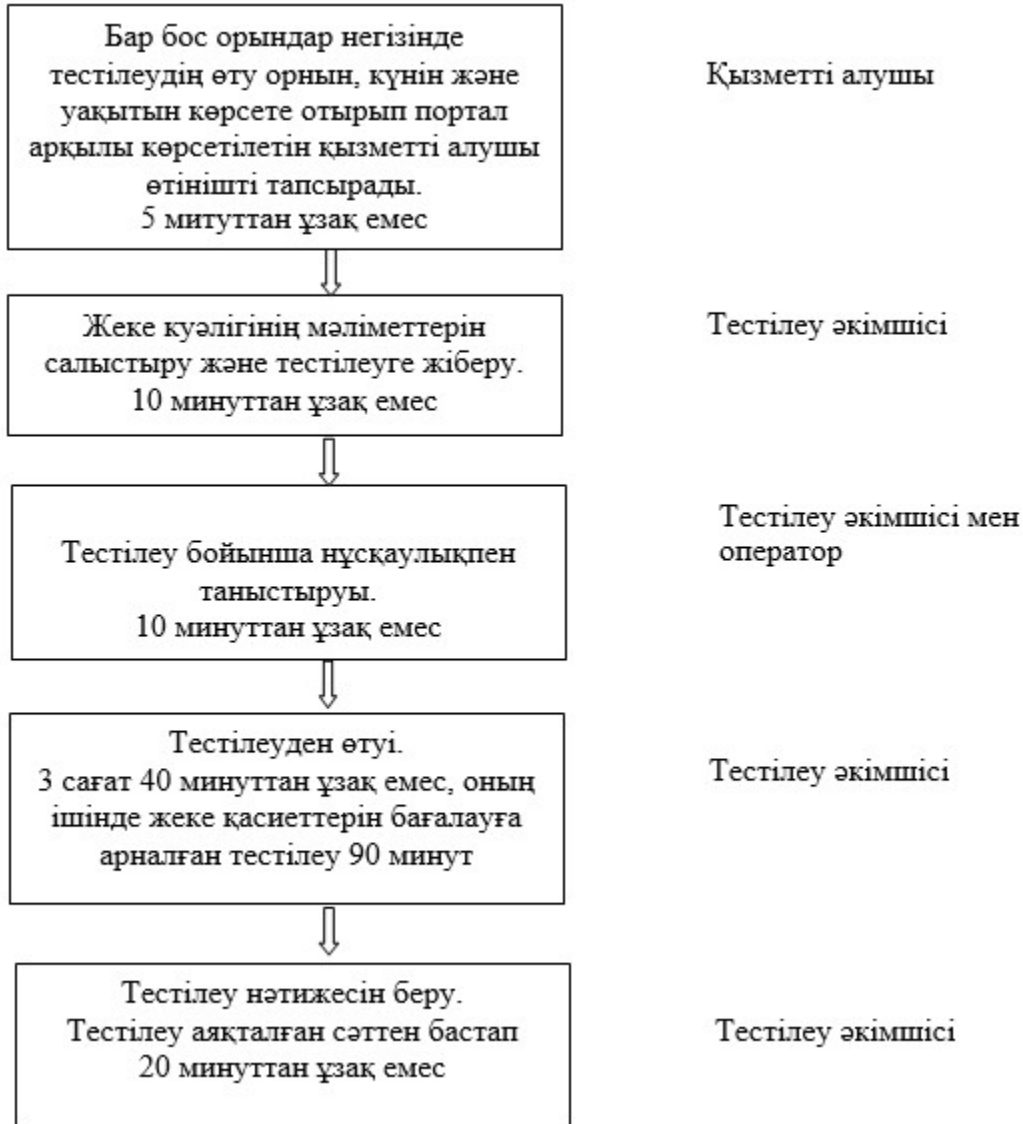 Бар бос орындар негізінде
тестілеудің өту орнын, күнін және
уақытын көрсете отырып портал
арқылы көрсетілетін қызметті алушы
өтінішті тапсырады.
5 митуттан ұзақ емес
Қызметті алушы
Жеке куәлігінің мәліметтерін
салыстыру және тестілеуге жіберу.
10 минуттан ұзақ емес
Тестілеу әкімшісі
Тестілеу бойынша нұсқаулықпен
таныстыруы.
10 минуттан ұзақ емес
Тестілеу әкімшісі мен
оператор
Тестілеуден өтуі.
3 сағат 40 минуттан ұзақ емес, оның
ішінде жеке қасиеттерін бағалауға
арналған тестілеу 90 минут
Тестілеу әкімшісі
Тестілеу нәтижесін беру.
Тестілеу аяқталған сәттен бастап
20 минуттан ұзақ емес
Тестілеу әкімшісі